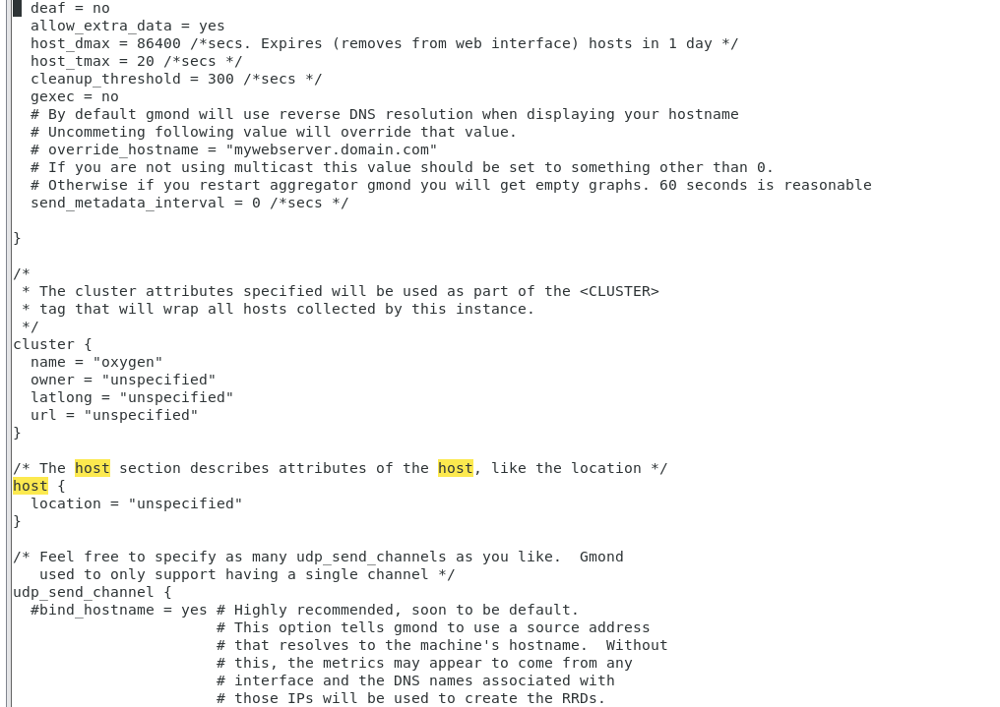 deaf = no
  allow_extra_data = yes
  host_dmax = 86400 /*secs. Expires (removes from web interface) hosts in 1 day */
  host_tmax = 20 /*secs */
  cleanup_threshold = 300 /*secs */
  gexec = no
  # By default gmond will use reverse DNS resolution when displaying your hostname
  # Uncommeting following value will override that value.
  # override_hostname = "mywebserver.domain.com"
  # If you are not using multicast this value should be set to something other than 0.
  # Otherwise if you restart aggregator gmond you will get empty graphs. 60 seconds is reasonable
  send_metadata_interval = 0 /*secs */

}

/*
 * The cluster attributes specified will be used as part of the <CLUSTER>
 * tag that will wrap all hosts collected by this instance.
 */
cluster {
  name = "oxygen"
  owner = "unspecified"
  latlong = "unspecified"
  url = "unspecified"
}

/* The host section describes attributes of the host, like the location */
host {
  location = "unspecified"
}

/* Feel free to specify as many udp_send_channels as you like.  Gmond
   used to only support having a single channel */
udp_send_channel {
  #bind_hostname = yes # Highly recommended, soon to be default.
                       # This option tells gmond to use a source address
                       # that resolves to the machine's hostname.  Without
                       # this, the metrics may appear to come from any
                       # interface and the DNS names associated with
                       # those IPs will be used to create the RRDs.